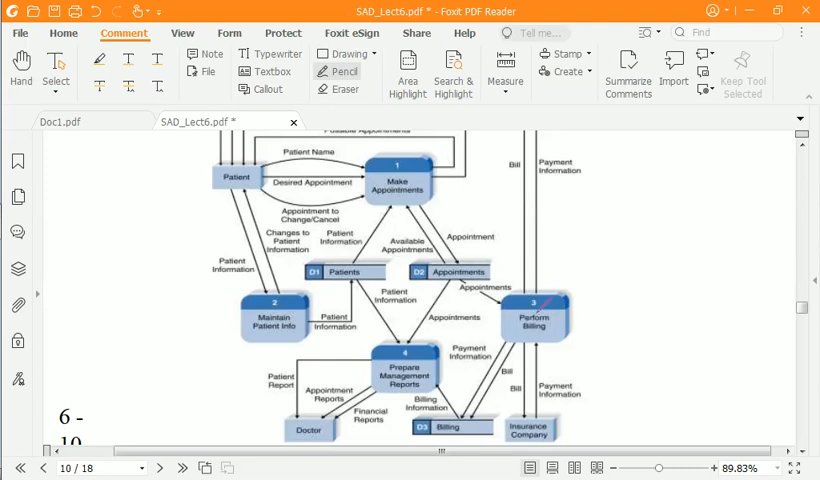 SAD_Lect6.pdf * - Foxit PDF Reader
File Home Comment View Form Protect Foxit eSign Share Help Tell me... Find
Hand
Select
Note
File
Typewriter
Textbox
Callout
Drawing
Pencil
Eraser
Area
Highlight
Search &
Highlight
Measure
Stamp
Create
Summarize
Comments
Import
Keep Tool
Selected
Doc1.pdf SAD_Lect6.pdf *
Possible Appointments
Patient Name
Patient
Desired Appointment
1
Make
Appointments
Bill
Payment
Information
Appointment to
Change/Cancel
Changes to
Patient
Information
Patient
Information
Available
Appointments
Appointment
Patient
Information
D1 Patients
D2 Appointments
Appointments
2
Maintain
Patient Info
Patient
Information
Patient
Information
Appointments
3
Perform
Billing
4
Prepare
Management
Reports
Payment
Information
Bill
Patient
Report
Appointment
Reports
Billing
Information
Bill
Payment
Information
Financial
Reports
Doctor
D3 Billing
Insurance
Company
6 -
10
10 / 18
89.83%